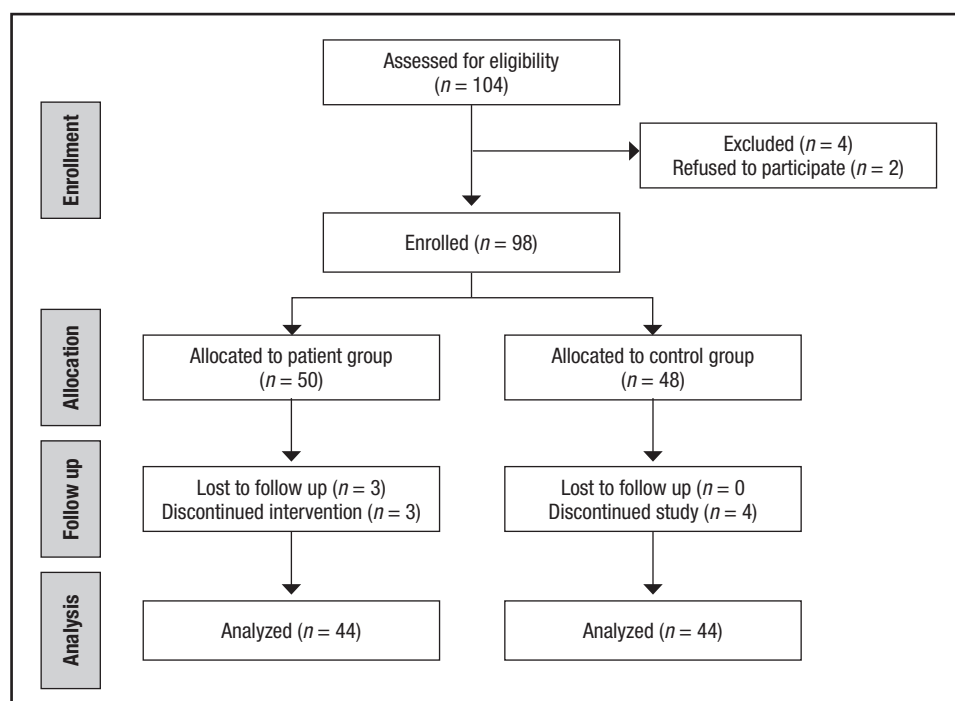 Assessed for eligibility
(n = 104)
Enrollment
Excluded (n = 4)
Refused to participate (n = 2)
Enrolled (n = 98)
Allocation
Allocated to patient group
(n = 50)
Allocated to control group
(n = 48)
Follow up
Lost to follow up (n = 3)
Discontinued intervention (n = 3)
Lost to follow up (n = 0
Discontinued study (n = 4)
Analysis
Analyzed (n = 44)
Analyzed (n = 44)